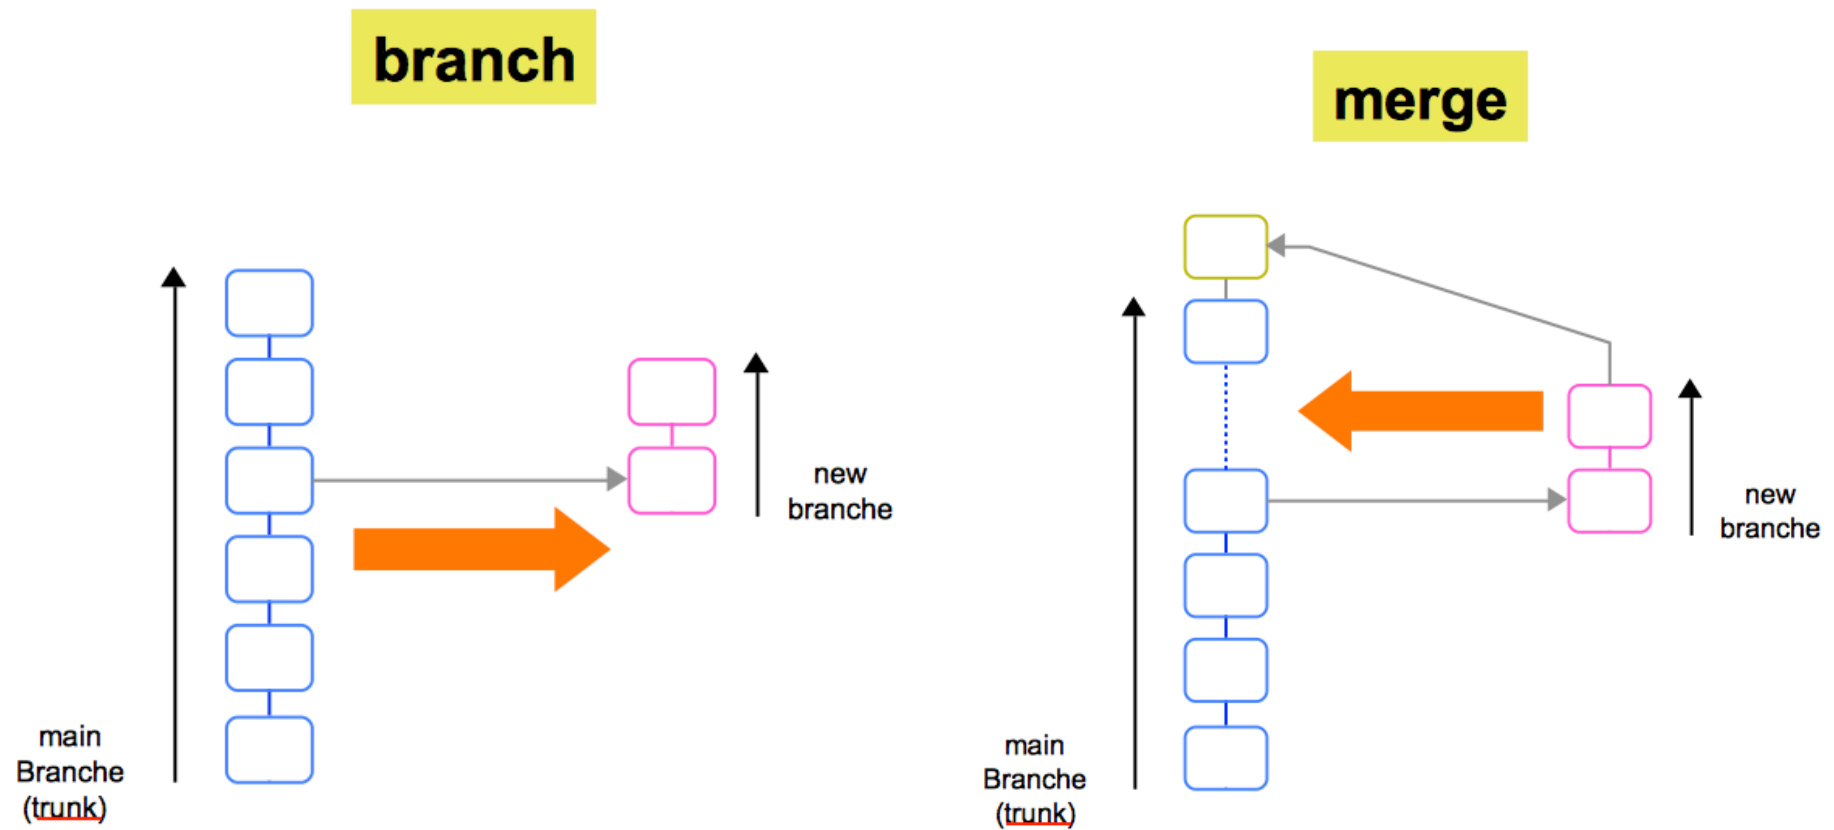 branch
merge
new
branche
main
Branche
(trunk)
new
branche
main
Branche
(trunk)